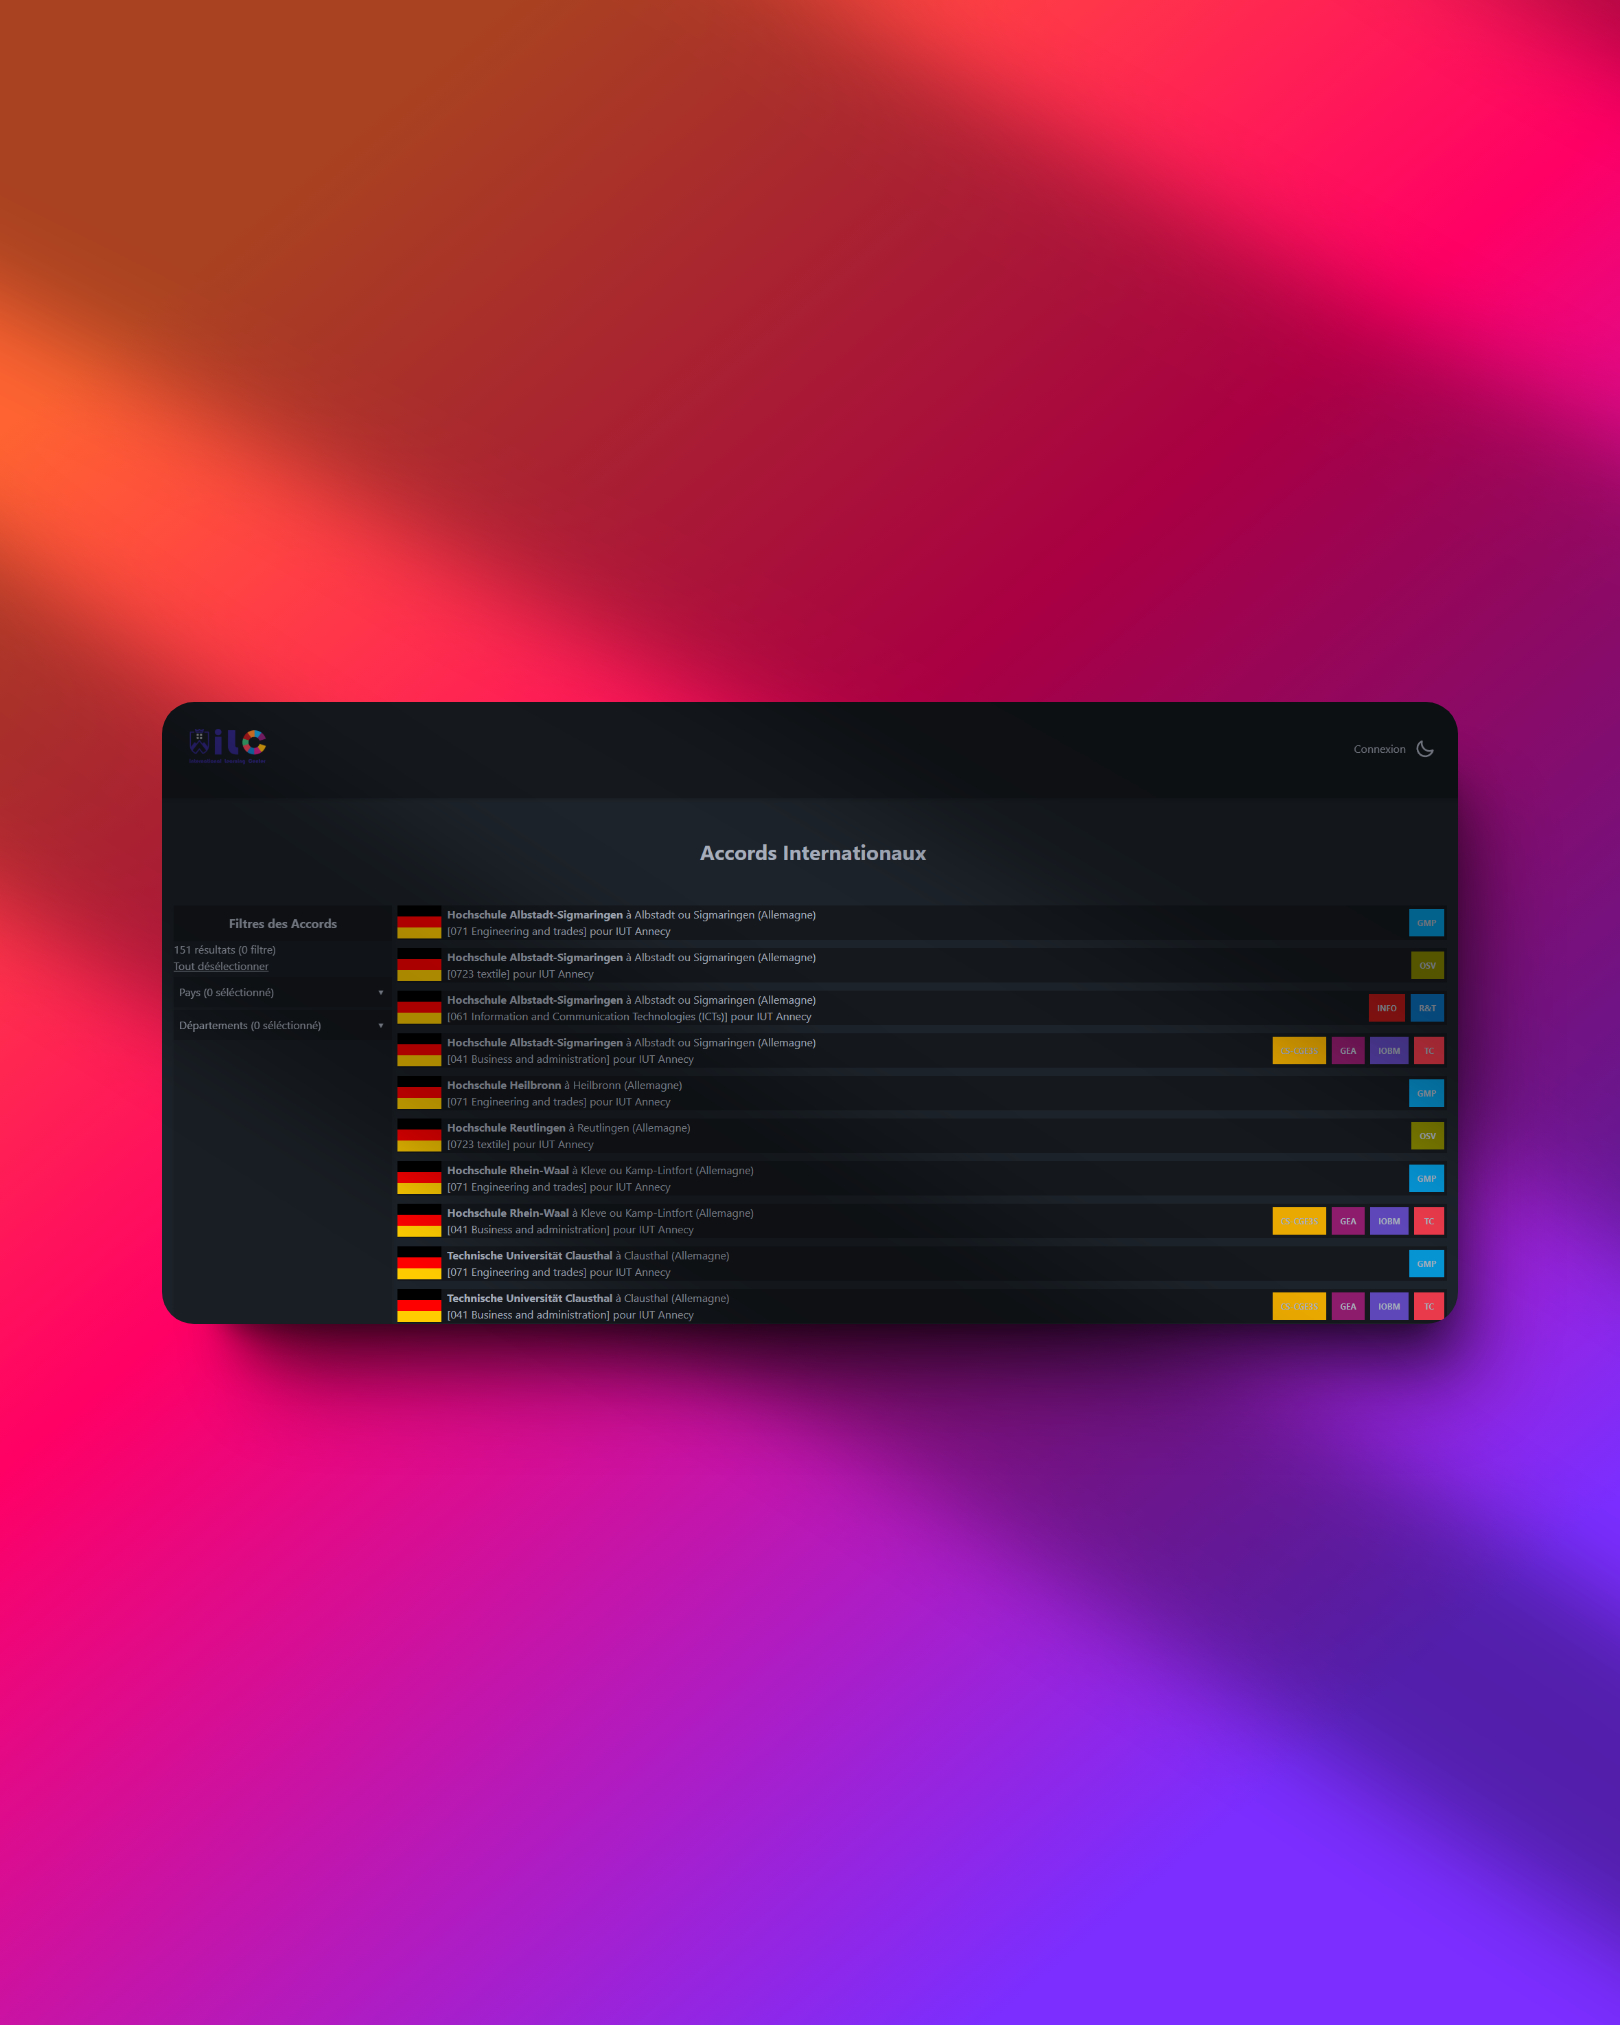 ilc
International Learning Center
Connexion
Accords Internationaux
Filtres des Accords
151 résultats (0 filtre)
Tout désélectionner
Pays (0 séléctionné)
Départements (0 séléctionné)
Hochschule Albstadt-Sigmaringen à Albstadt ou Sigmaringen (Allemagne)
[071 Engineering and trades] pour IUT Annecy
GMP
Hochschule Albstadt-Sigmaringen à Albstadt ou Sigmaringen (Allemagne)
[0723 textile] pour IUT Annecy
OSV
Hochschule Albstadt-Sigmaringen à Albstadt ou Sigmaringen (Allemagne)
[061 Information and Communication Technologies (ICTs)] pour IUT Annecy
INFO R&T
Hochschule Albstadt-Sigmaringen à Albstadt ou Sigmaringen (Allemagne)
[041 Business and administration] pour IUT Annecy
GEA IOBM TC
Hochschule Heilbronn à Heilbronn (Allemagne)
[071 Engineering and trades] pour IUT Annecy
GMP
Hochschule Reutlingen à Reutlingen (Allemagne)
[0723 textile] pour IUT Annecy
OSV
Hochschule Rhein-Waal à Kleve ou Kamp-Lintfort (Allemagne)
[071 Engineering and trades] pour IUT Annecy
GMP
Hochschule Rhein-Waal à Kleve ou Kamp-Lintfort (Allemagne)
[041 Business and administration] pour IUT Annecy
GEA IOBM TC
Technische Universität Clausthal à Clausthal (Allemagne)
[071 Engineering and trades] pour IUT Annecy
GMP
Technische Universität Clausthal à Clausthal (Allemagne)
[041 Business and administration] pour IUT Annecy
GEA IOBM TC